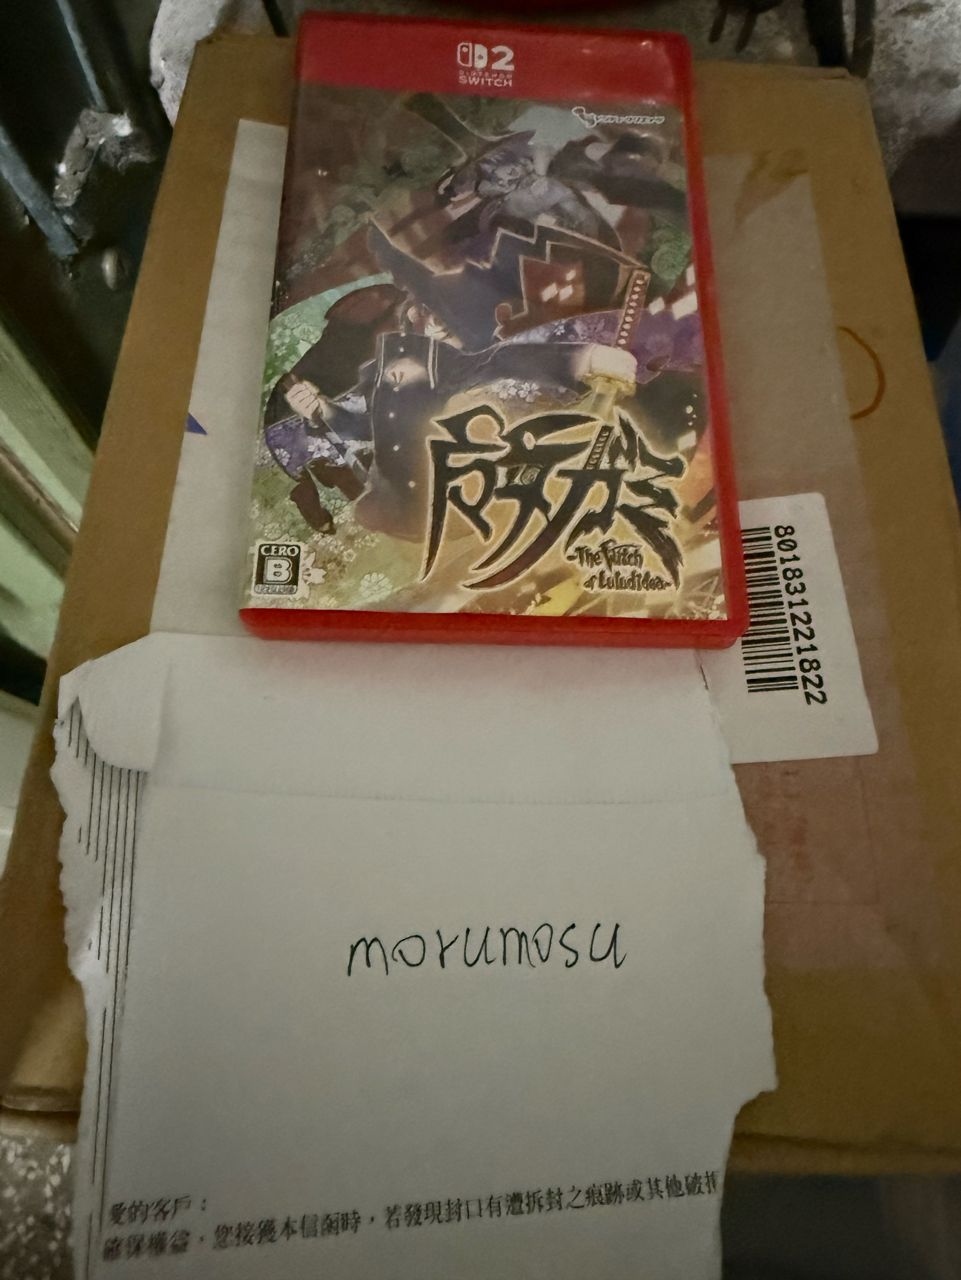 2
NINTENDO
SWITCH
~The Witch
of Luludidea~
CERO
B
801831221822
morumosu
愛的客戶：
確保權益，您接獲本信函時，若發現封口有遭拆封之痕跡或其他破損